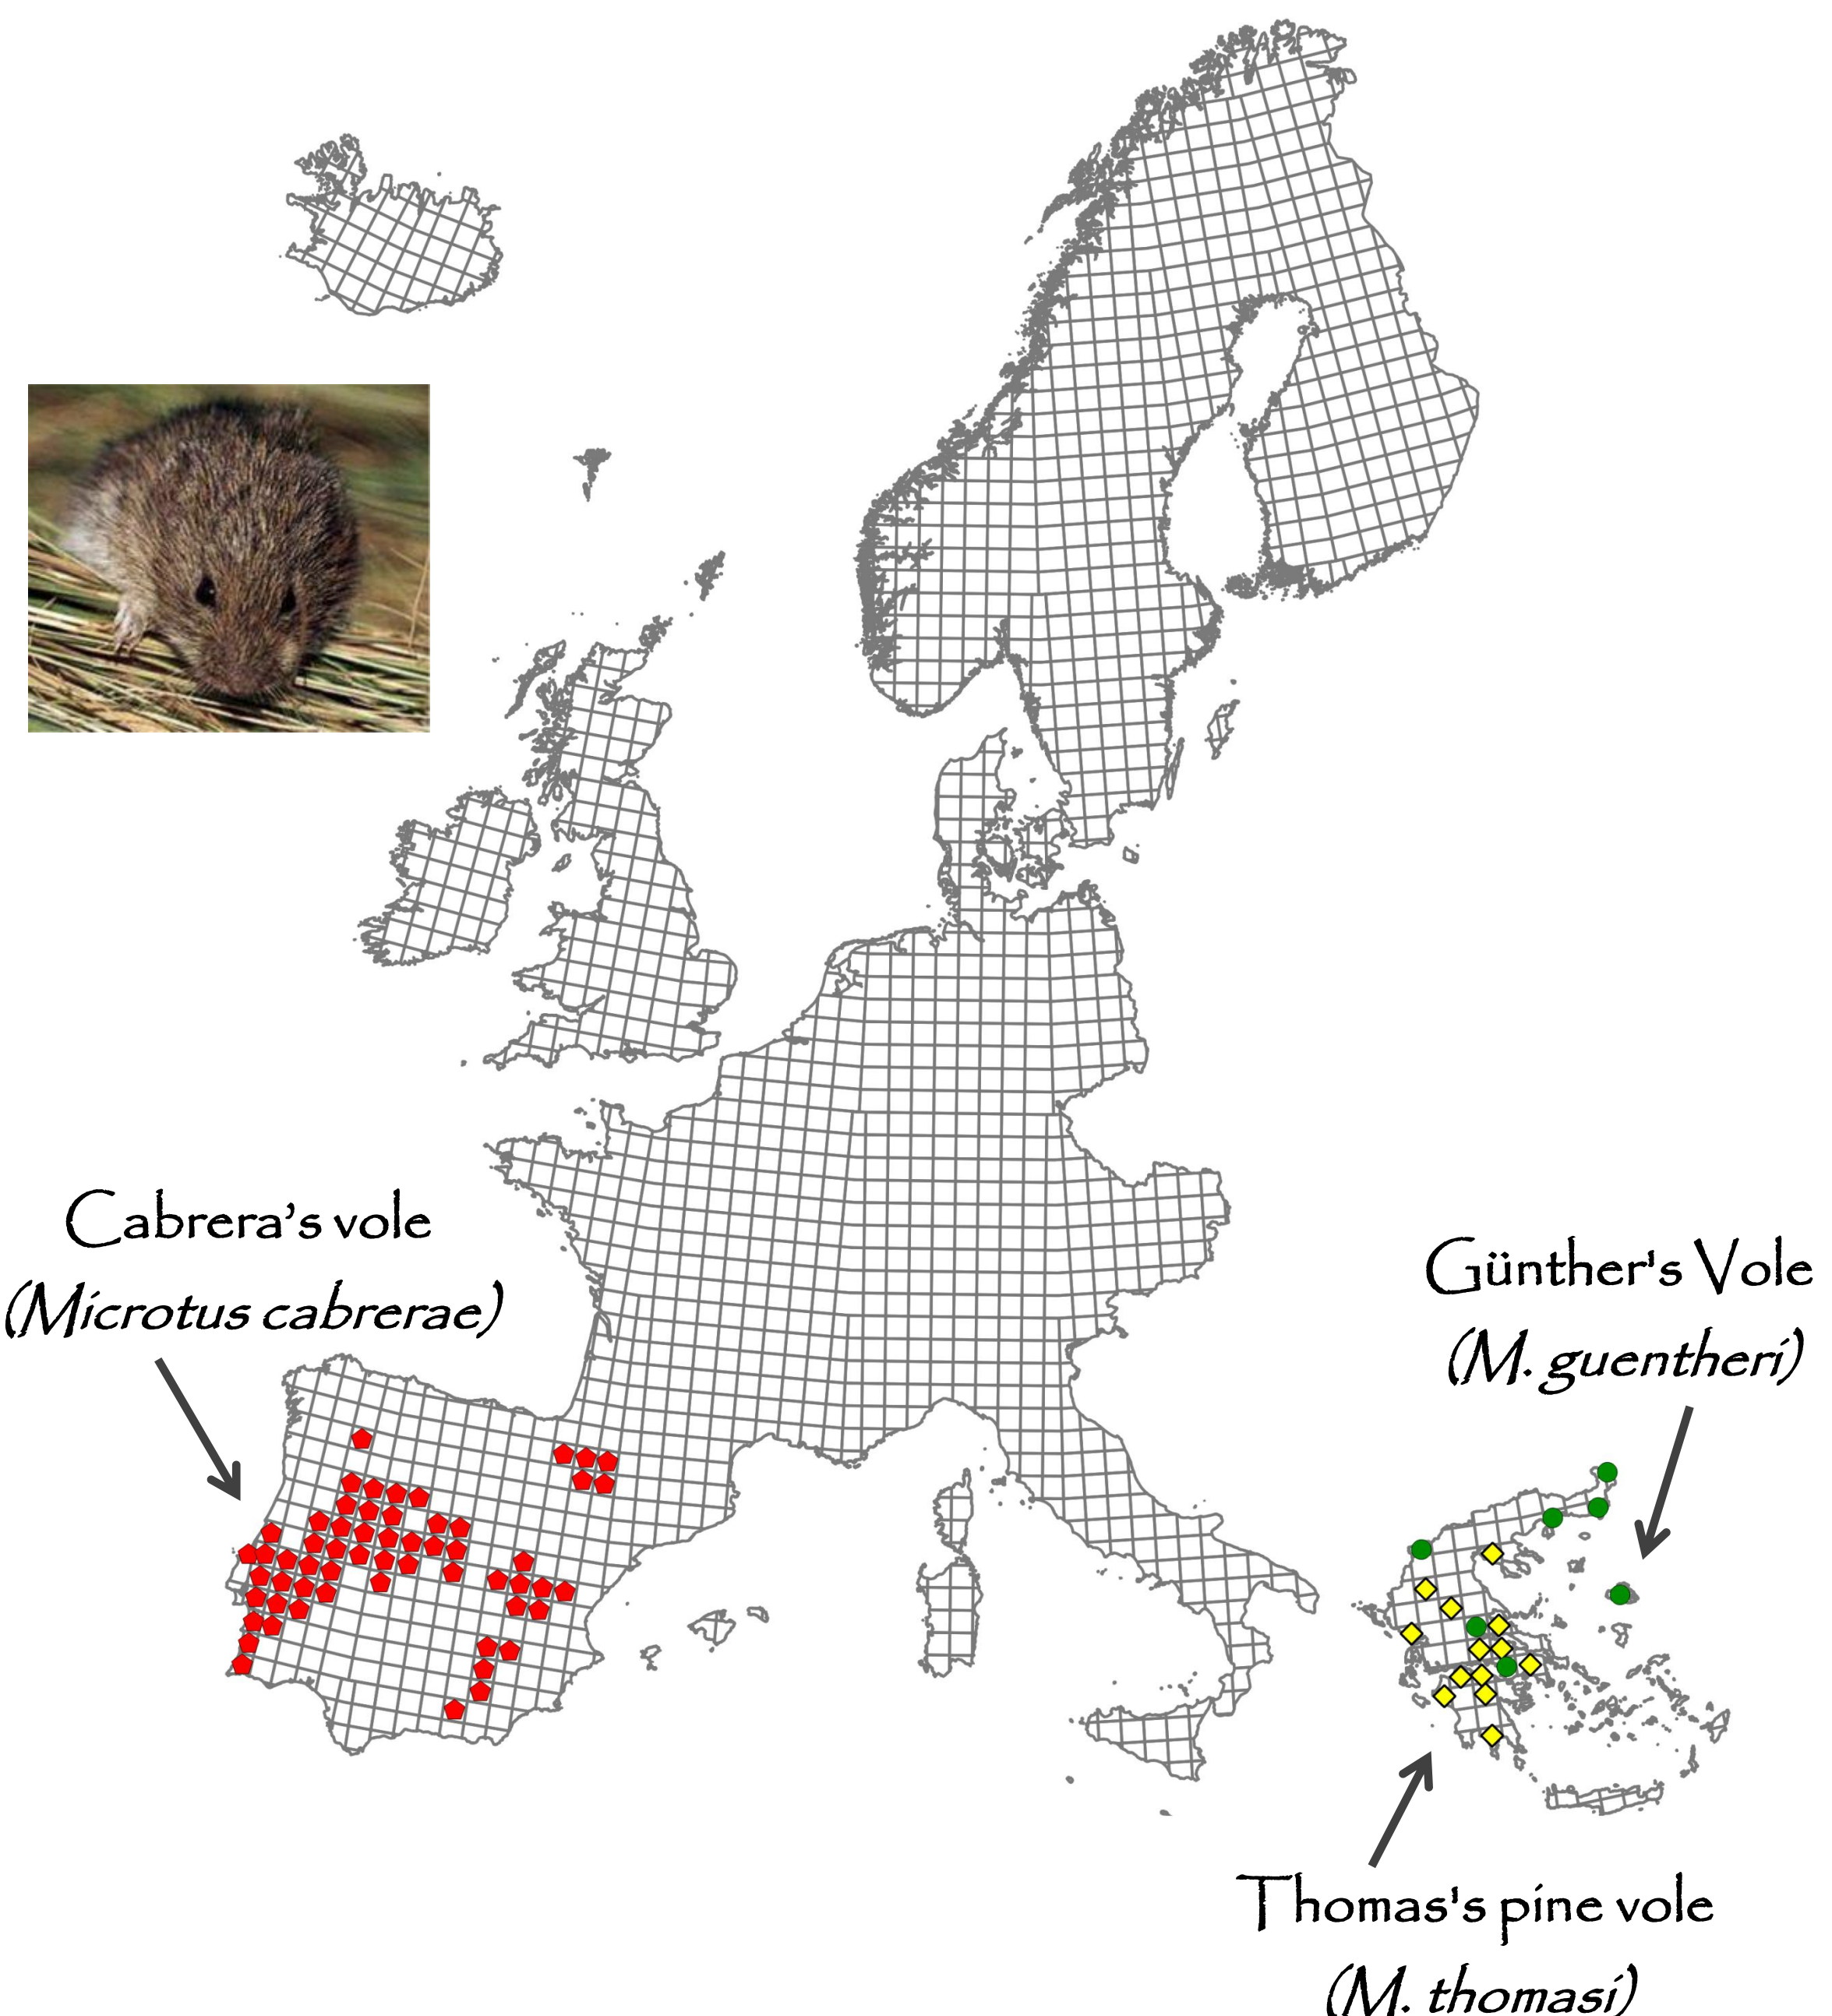 Cabrera’s vole
(Microtus cabrerae)
Günther's Vole
(M. guentheri)
Thomas's pine vole
(M. thomasi)